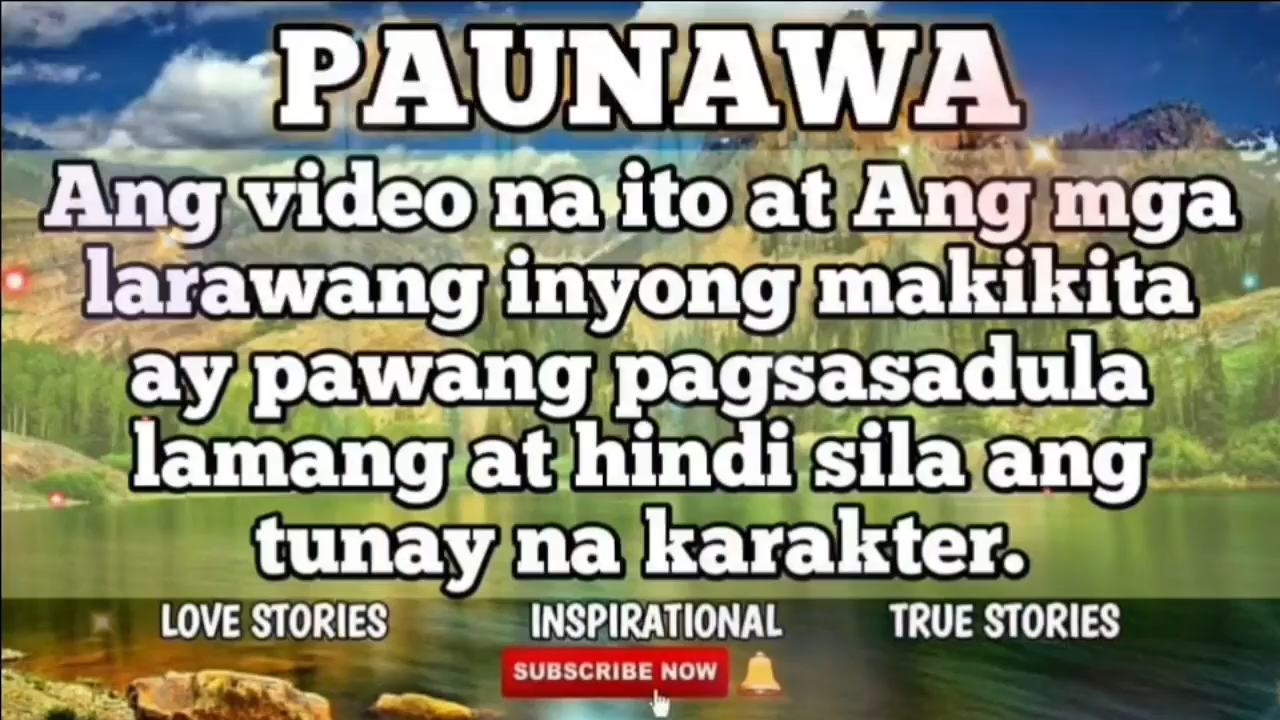 PAUNAWA
Ang video na ito at Ang mga
larawang inyong makikita
ay pawang pagsasadula
lamang at hindi sila ang
tunay na karakter.
LOVE STORIES INSPIRATIONAL TRUE STORIES
SUBSCRIBE NOW